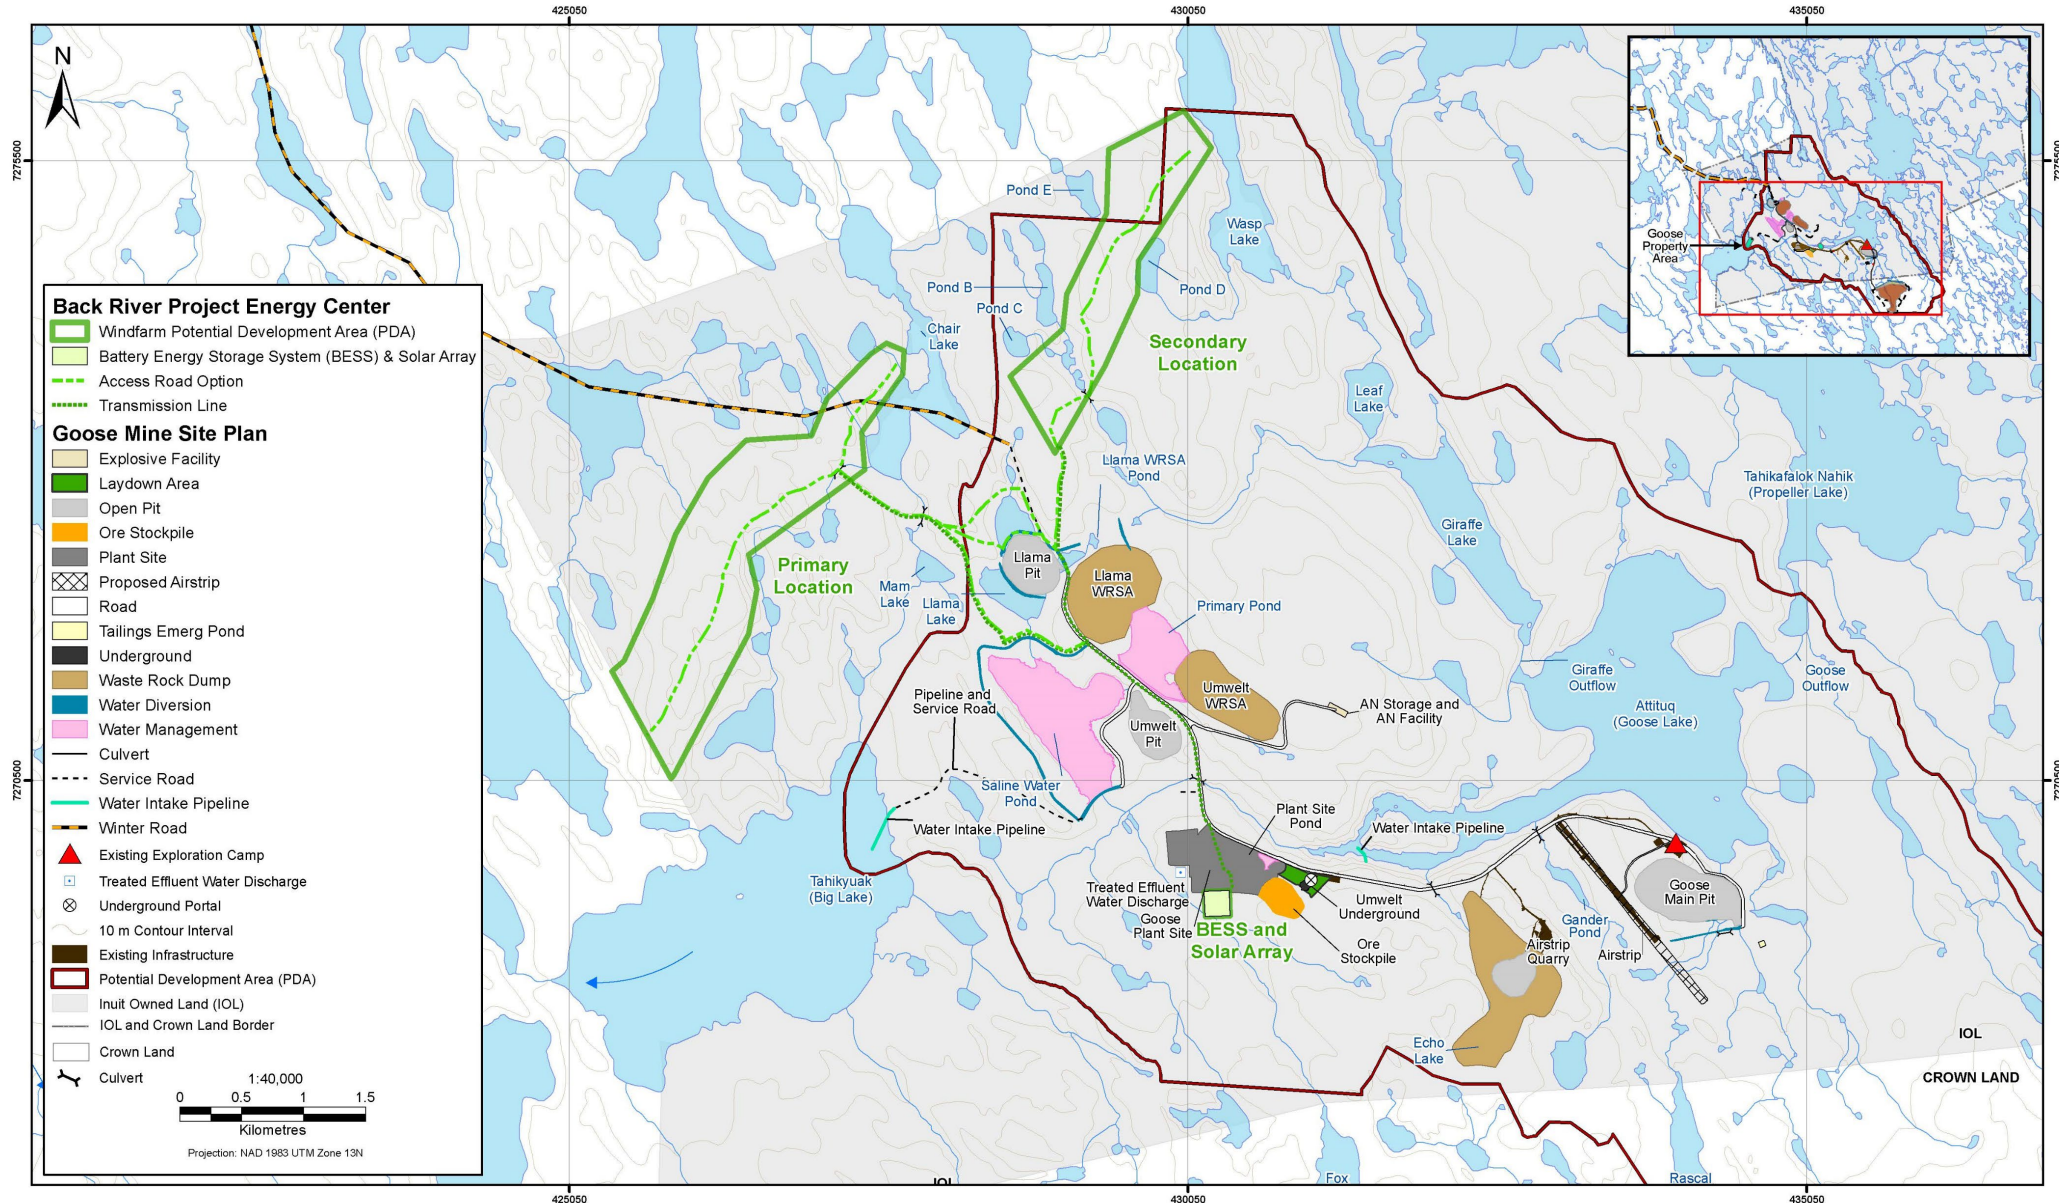 425050
430050
435050
N
7275500
7275500
7270500
7270500
Goose
Property
Area
Pond E
Wasp
Lake
Pond B
Pond D
Pond C
Chair
Lake
Secondary
Location
Leaf
Lake
Llama WRSA
Pond
Tahikafalok Nahik
(Propeller Lake)
Giraffe
Lake
Primary
Location
Llama
Pit
Llama
WRSA
Mam
Lake
Llama
Lake
Primary Pond
Giraffe
Outflow
Goose
Outflow
Pipeline and
Service Road
Umwelt
WRSA
AN Storage and
AN Facility
Attituq
(Goose Lake)
Umwelt
Pit
Saline Water
Pond
Plant Site
Pond
Water Intake Pipeline
Water Intake Pipeline
Tahikyuak
(Big Lake)
Treated Effluent
Water Discharge
Goose
Plant Site
BESS and
Solar Array
Umwelt
Underground
Ore
Stockpile
Goose
Main Pit
Gander
Pond
Airstrip
Quarry
Airstrip
Echo
Lake
IOL
CROWN LAND
Fox
Rascal
IOL
Back River Project Energy Center
Windfarm Potential Development Area (PDA)
Battery Energy Storage System (BESS) & Solar Array
Access Road Option
Transmission Line
Goose Mine Site Plan
Explosive Facility
Laydown Area
Open Pit
Ore Stockpile
Plant Site
Proposed Airstrip
Road
Tailings Emerg Pond
Underground
Waste Rock Dump
Water Diversion
Water Management
Culvert
Service Road
Water Intake Pipeline
Winter Road
Existing Exploration Camp
Treated Effluent Water Discharge
Underground Portal
10 m Contour Interval
Existing Infrastructure
Potential Development Area (PDA)
Inuit Owned Land (IOL)
IOL and Crown Land Border
Crown Land
Culvert
1:40,000
0 0.5 1 1.5
Kilometres
Projection: NAD 1983 UTM Zone 13N
425050
430050
435050